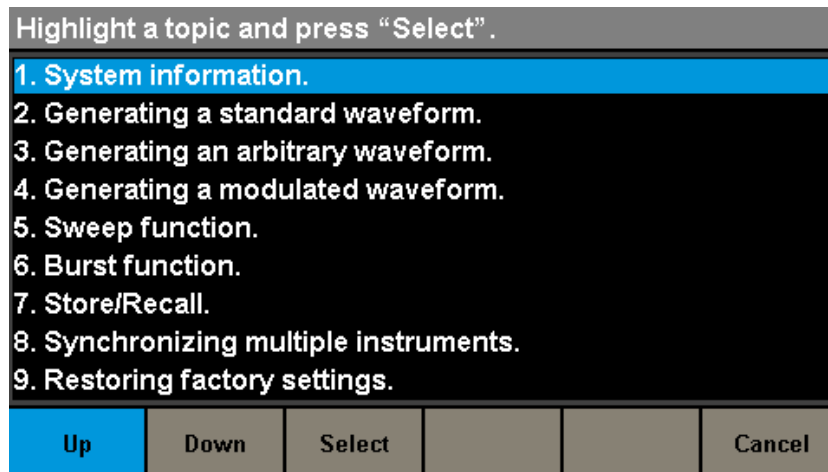 Highlight a topic and press “Select”.
1. System information.
2. Generating a standard waveform.
3. Generating an arbitrary waveform.
4. Generating a modulated waveform.
5. Sweep function.
6. Burst function.
7. Store/Recall.
8. Synchronizing multiple instruments.
9. Restoring factory settings.
Up Down Select Cancel